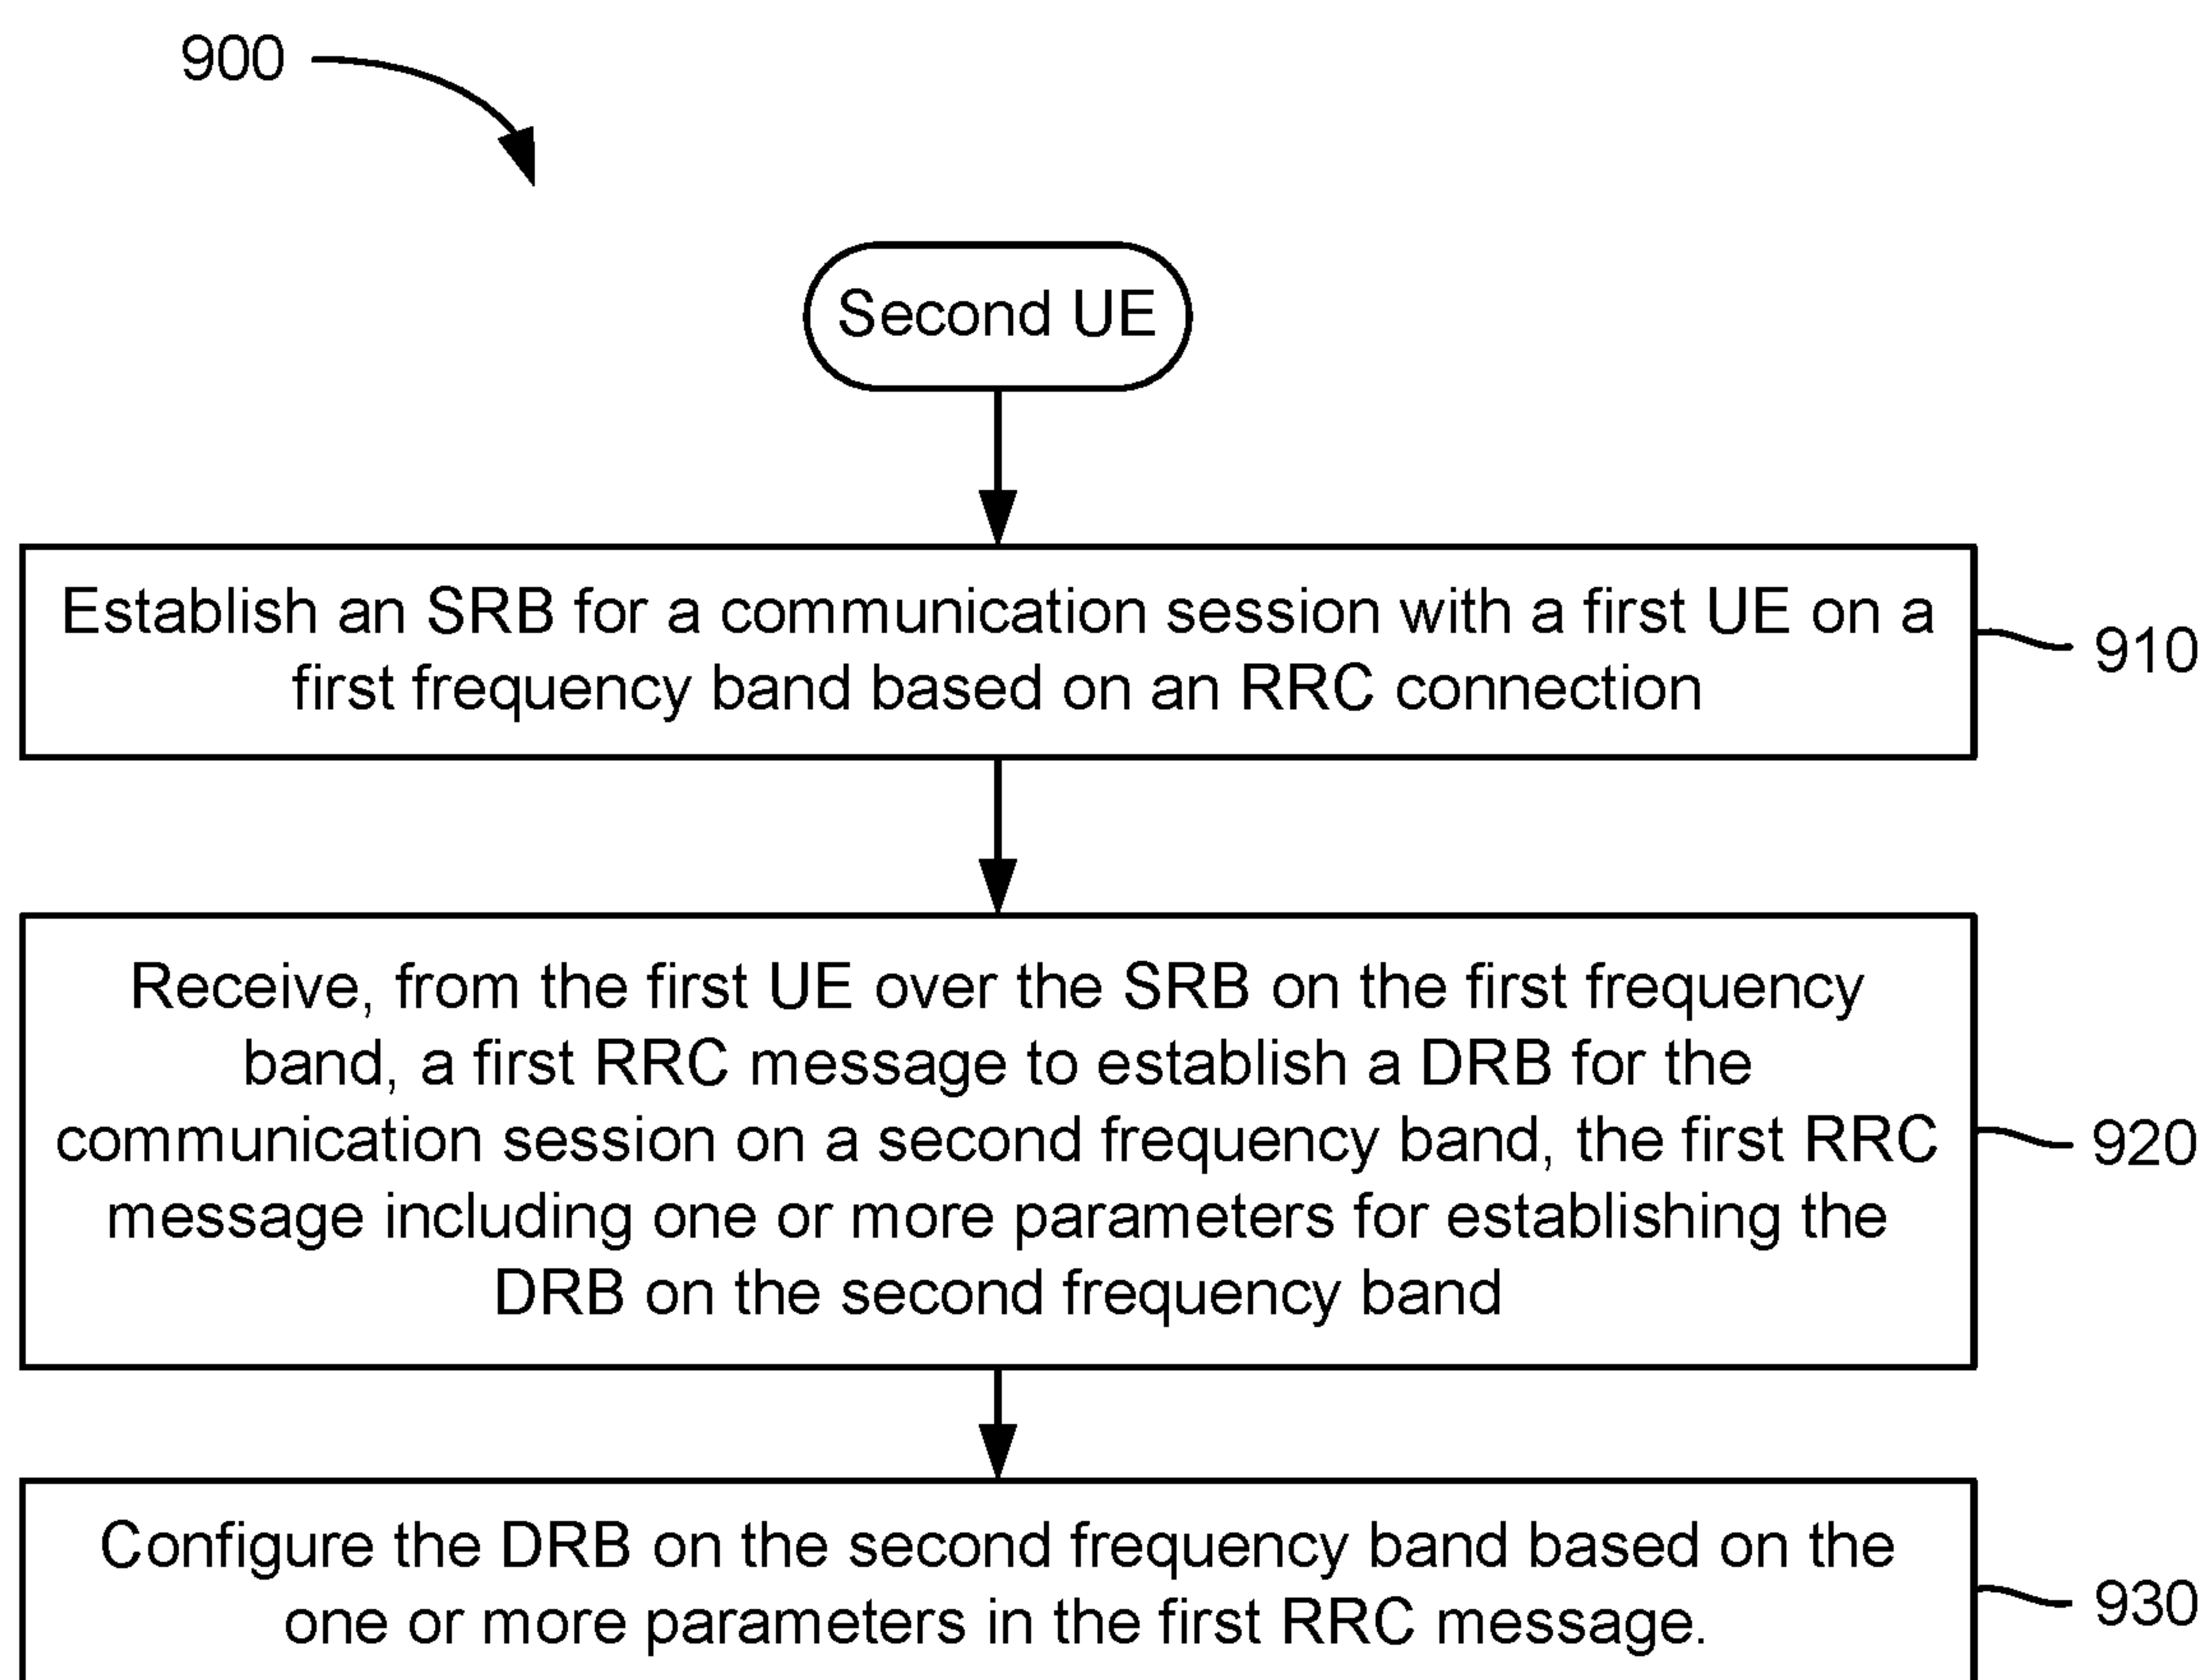 900
Second UE
Establish an SRB for a communication session with a first UE on a
first frequency band based on an RRC connection
910
Receive, from the first UE over the SRB on the first frequency
band, a first RRC message to establish a DRB for the
communication session on a second frequency band, the first RRC
message including one or more parameters for establishing the
DRB on the second frequency band
920
Configure the DRB on the second frequency band based on the
one or more parameters in the first RRC message.
930